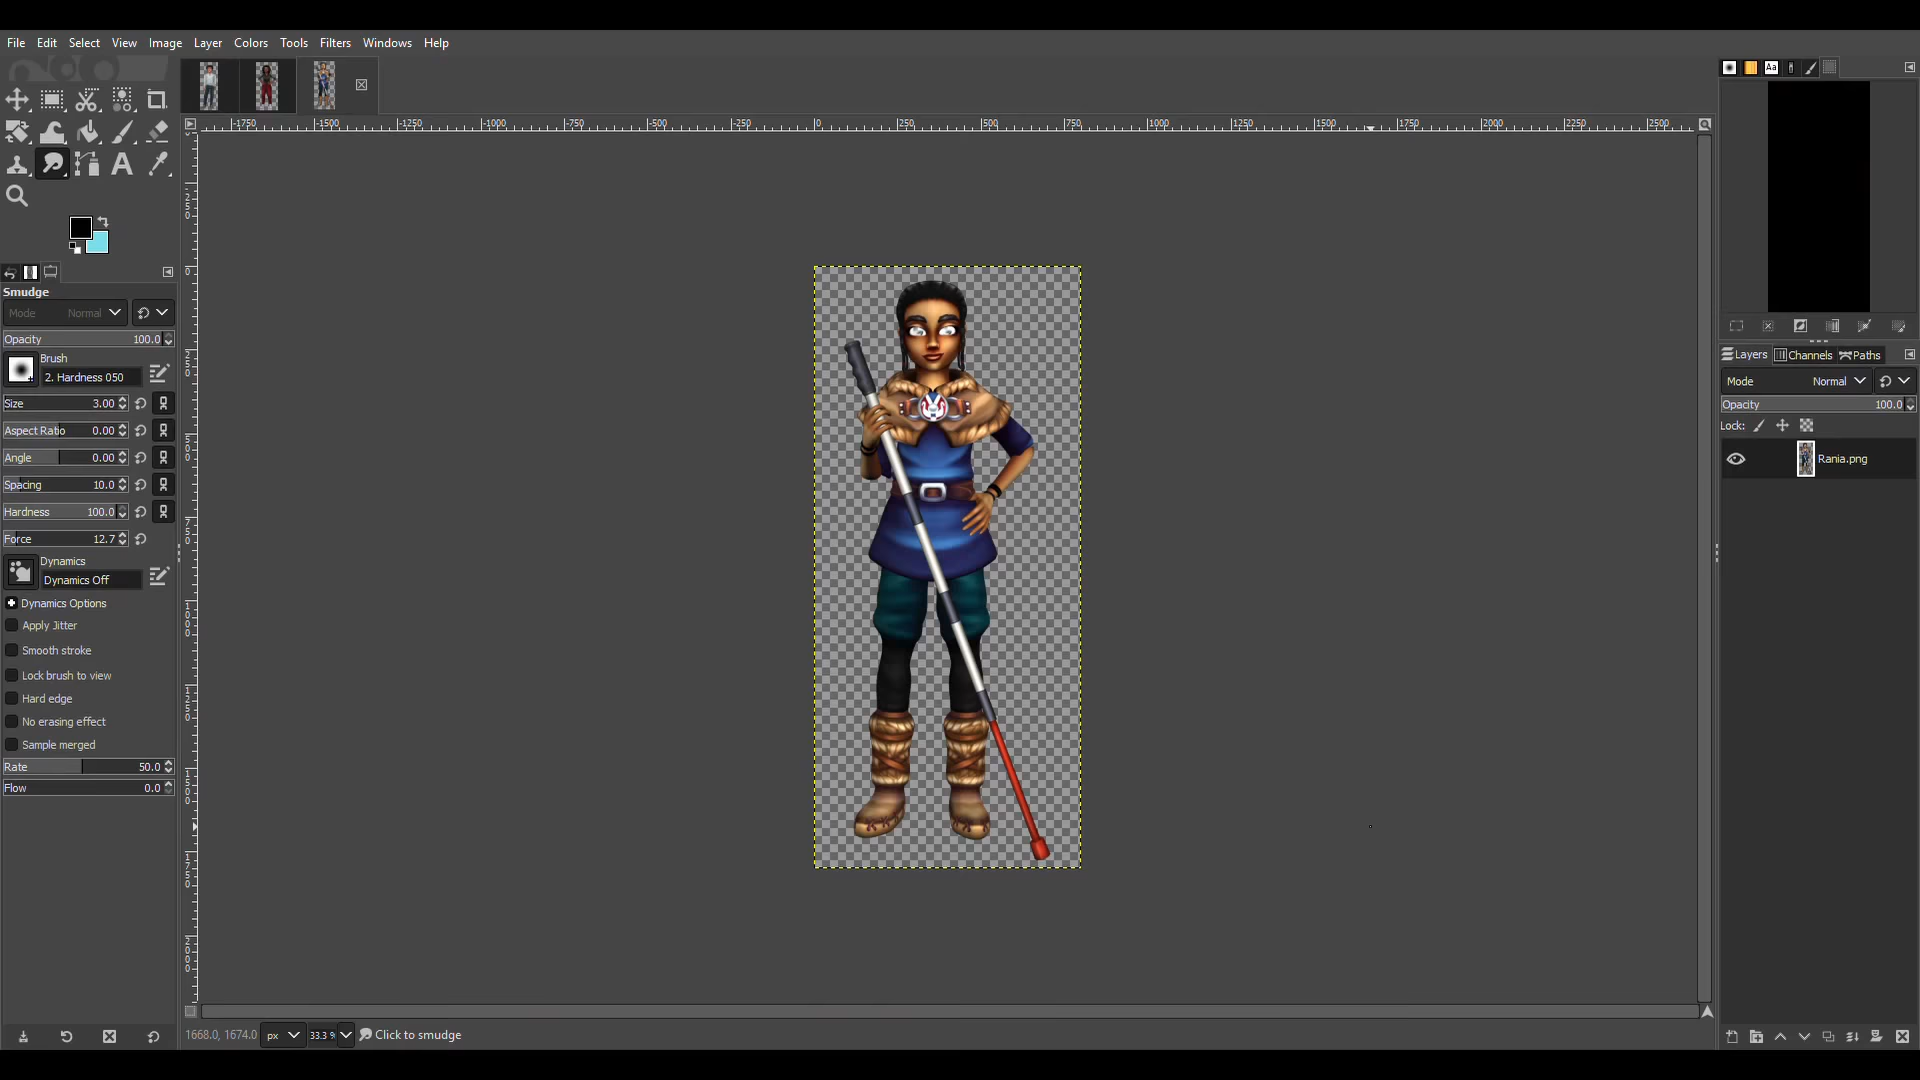 File Edit Select View Image Layer Colors Tools Filters Windows Help
-1750 -1500 -1250 -1000 -750 -500 -250 0 250 500 750 1000 1250 1500 1750 2000 2250 2500
Smudge
Mode Normal
Opacity 100.0
Brush
2. Hardness 050
Size 3.00
Aspect Ratio 0.00
Angle 0.00
Spacing 10.0
Hardness 100.0
Force 12.7
Dynamics
Dynamics Off
Dynamics Options
Apply Jitter
Smooth stroke
Lock brush to view
Hard edge
No erasing effect
Sample merged
Rate 50.0
Flow 0.0
1668.0, 1674.0 px 33.3 % Click to smudge
Aa
Layers Channels Paths
Mode Normal
Opacity 100.0
Lock:
Rania.png